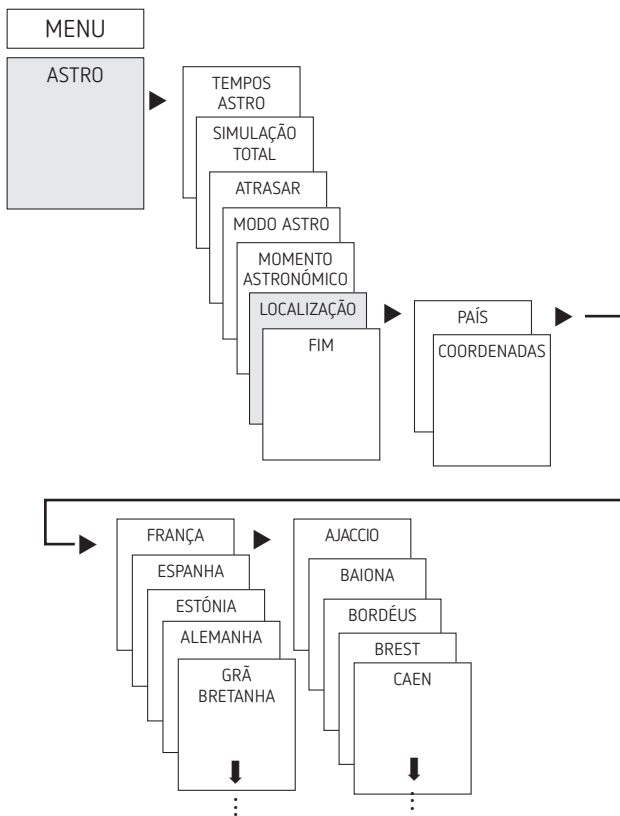 MENU
ASTRO
TEMPOS
ASTRO
SIMULAÇÃO
TOTAL
ATRASAR
MODO ASTRO
MOMENTO
ASTRONÓMICO
LOCALIZAÇÃO
FIM
PAÍS
COORDENADAS
FRANÇA
ESPANHA
ESTÓNIA
ALEMANHA
GRÃ
BRETANHA
AJACCIO
BAIONA
BORDÉUS
BREST
CAEN